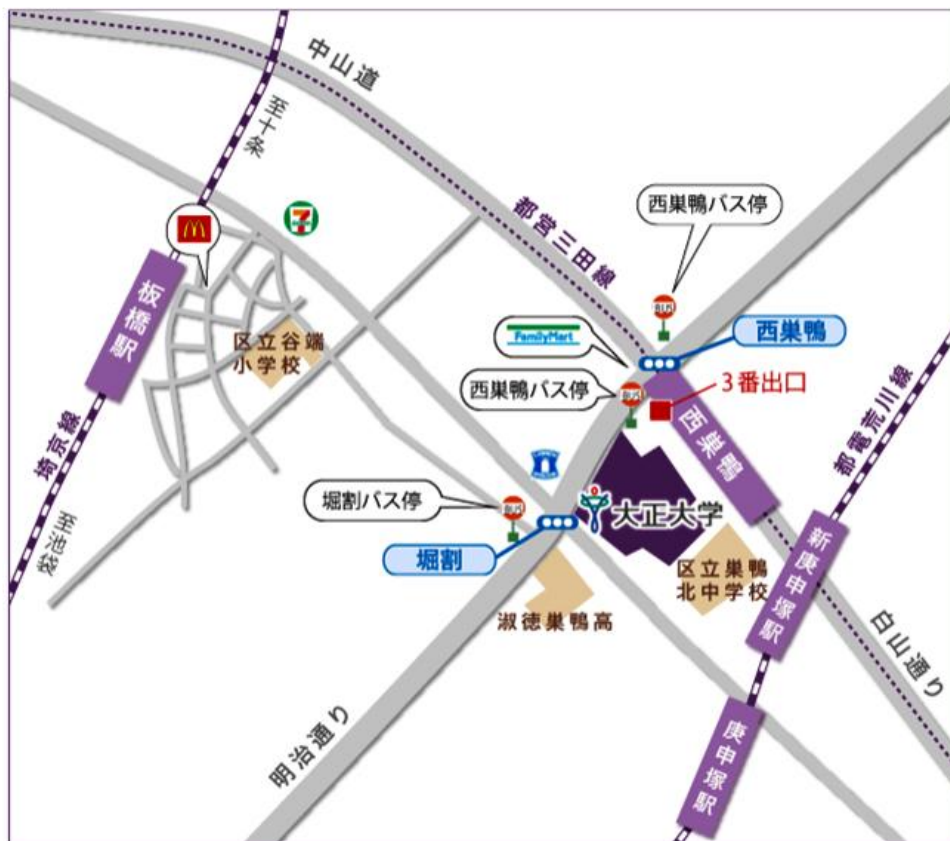 中山道
至十条
都営三田線
西巣鴨バス停
板橋駅
区立谷端
小学校
FamilyMart
西巣鴨
西巣鴨バス停
3番出口
西巣鴨
都電荒川線
埼京線
堀割バス停
大正大学
至池袋
堀割
区立巣鴨
北中学校
新庚申塚駅
淑徳巣鴨高
白山通り
明治通り
庚申塚駅